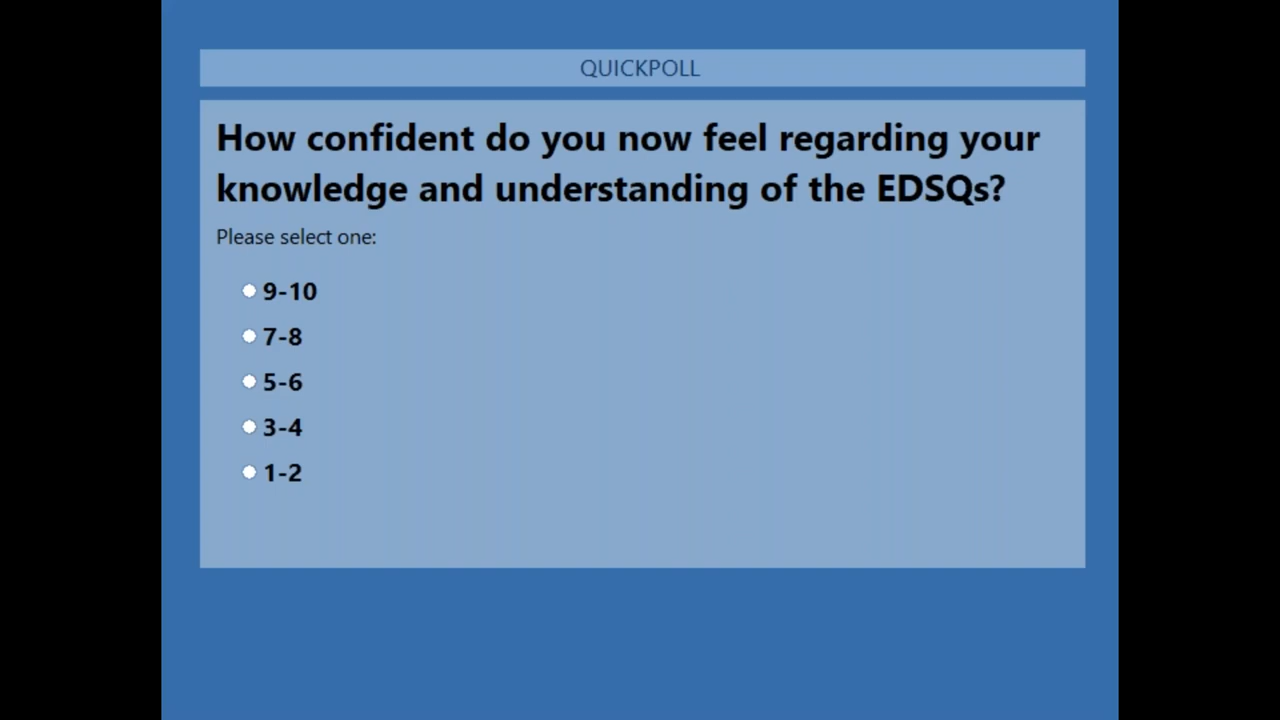 QUICKPOLL
How confident do you now feel regarding your
knowledge and understanding of the EDSQs?
Please select one:
9-10
7-8
5-6
3-4
1-2